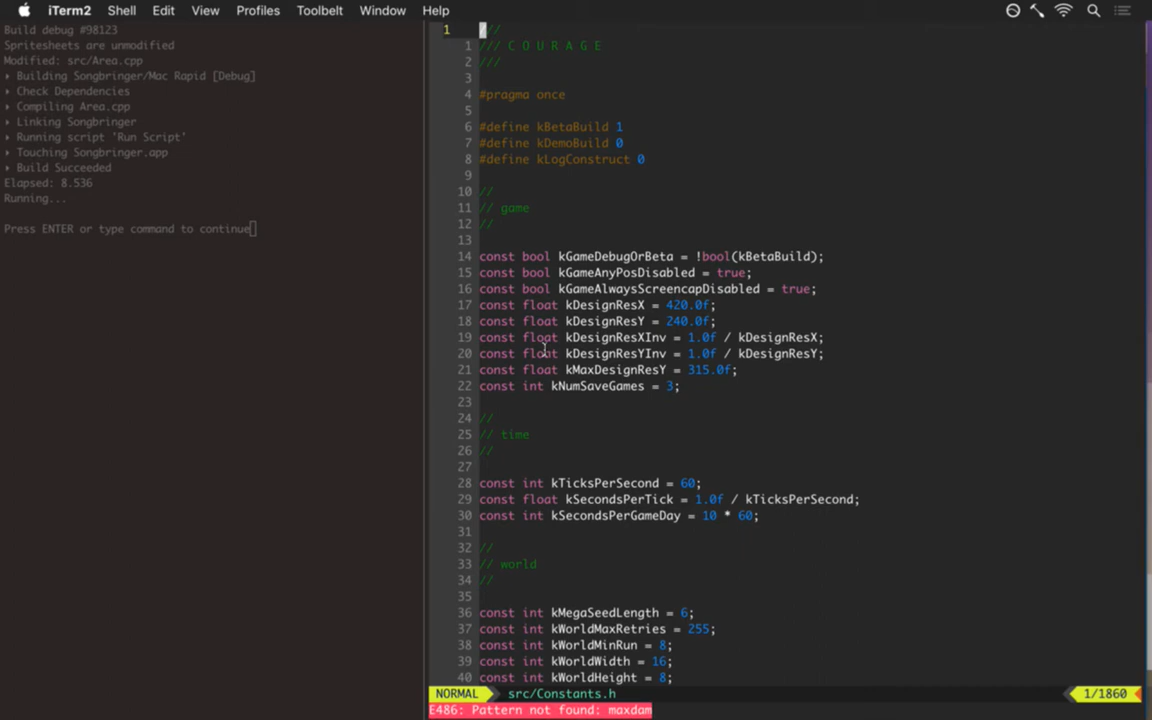 iTerm2 Shell Edit View Profiles Toolbelt Window Help
Build debug #98123
Spritesheets are unmodified
Modified: src/Area.cpp
▸ Building Songbringer/Mac Rapid [Debug]
▸ Check Dependencies
▸ Compiling Area.cpp
▸ Linking Songbringer
▸ Running script 'Run Script'
▸ Touching Songbringer.app
▸ Build Succeeded
Elapsed: 8.536
Running...
Press ENTER or type command to continue
1 ///
1 /// C O U R A G E
2 ///
3
4 #pragma once
5
6 #define kBetaBuild 1
7 #define kDemoBuild 0
8 #define kLogConstruct 0
9
10 //
11 // game
12 //
13
14 const bool kGameDebugOrBeta = !bool(kBetaBuild);
15 const bool kGameAnyPosDisabled = true;
16 const bool kGameAlwaysScreencapDisabled = true;
17 const float kDesignResX = 420.0f;
18 const float kDesignResY = 240.0f;
19 const float kDesignResXInv = 1.0f / kDesignResX;
20 const float kDesignResYInv = 1.0f / kDesignResY;
21 const float kMaxDesignResY = 315.0f;
22 const int kNumSaveGames = 3;
23
24 //
25 // time
26 //
27
28 const int kTicksPerSecond = 60;
29 const float kSecondsPerTick = 1.0f / kTicksPerSecond;
30 const int kSecondsPerGameDay = 10 * 60;
31
32 //
33 // world
34 //
35
36 const int kMegaSeedLength = 6;
37 const int kWorldMaxRetries = 255;
38 const int kWorldMinRun = 8;
39 const int kWorldWidth = 16;
40 const int kWorldHeight = 8;
NORMAL src/Constants.h 1/1860
E486: Pattern not found: maxdam